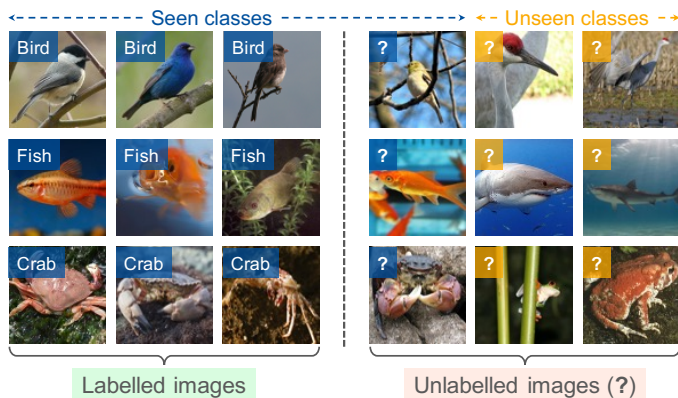 Seen classes
Unseen classes
Bird
Bird
Bird
?
?
?
Fish
Fish
Fish
?
?
?
Crab
Crab
Crab
?
?
?
Labelled images
Unlabelled images (?)